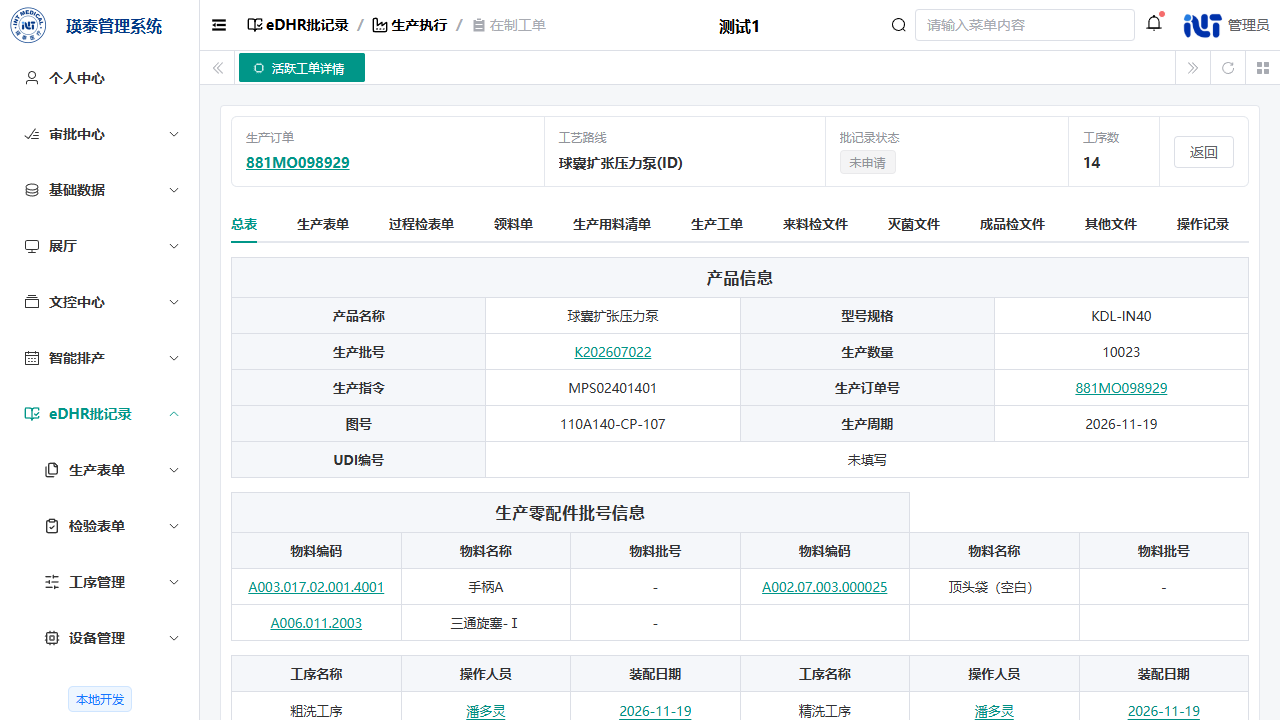 瑛泰管理系统
eDHR批记录 / 生产执行 / 在制工单
测试1
请输入菜单内容
管理员
活跃工单详情
个人中心
审批中心
基础数据
展厅
文控中心
智能排产
eDHR批记录
生产表单
检验表单
工序管理
设备管理
本地开发
生产订单
881MO098929
工艺路线
球囊扩张压力泵(ID)
批记录状态
未申请
工序数
14
返回
总表 生产表单 过程检表单 领料单 生产用料清单 生产工单 来料检文件 灭菌文件 成品检文件 其他文件 操作记录
产品信息
产品名称 球囊扩张压力泵 型号规格 KDL-IN40
生产批号 K202607022 生产数量 10023
生产指令 MPS02401401 生产订单号 881MO098929
图号 110A140-CP-107 生产周期 2026-11-19
UDI编号 未填写
生产零配件批号信息
物料编码 物料名称 物料批号 物料编码 物料名称 物料批号
A003.017.02.001.4001 手柄A - A002.07.003.000025 顶头袋（空白） -
A006.011.2003 三通旋塞-Ⅰ -
工序名称 操作人员 装配日期 工序名称 操作人员 装配日期
粗洗工序 潘多灵 2026-11-19 精洗工序 潘多灵 2026-11-19